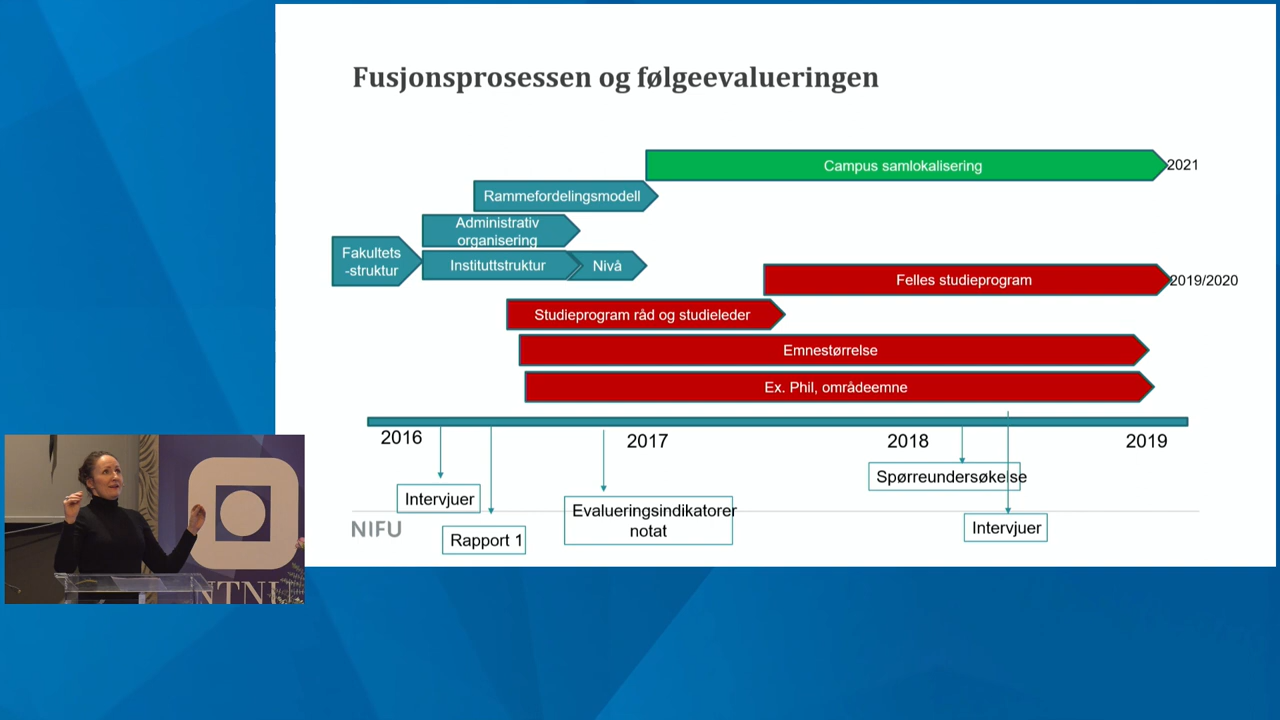 Fusjonsprosessen og følgeevalueringen
Campus samlokalisering
2021
Rammefordelingsmodell
Administrativ
organisering
Fakultets
-struktur
Instituttstruktur
Nivå
Felles studieprogram
2019/2020
Studieprogram råd og studieleder
Emnestørrelse
Ex. Phil, områdeemne
2016
2017
2018
2019
Spørreundersøkelse
Intervjuer
Evalueringsindikatorer
notat
Intervjuer
NIFU
Rapport 1
NTNU